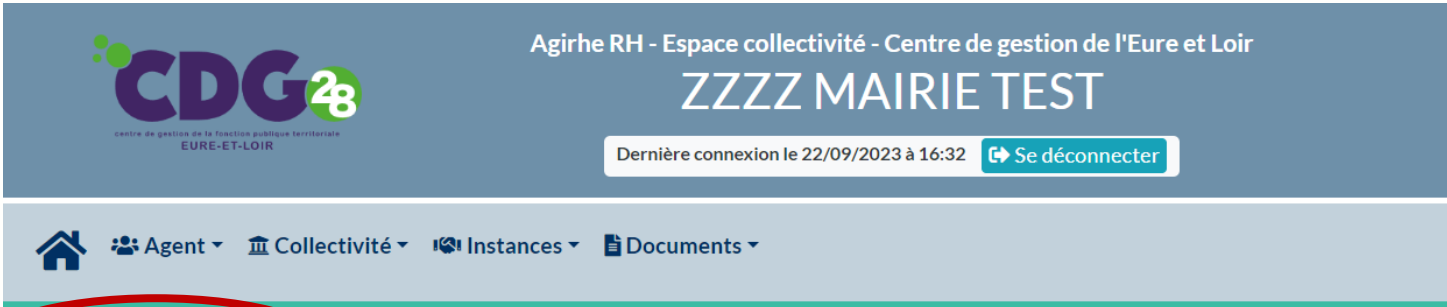 CDG28
centre de gestion de la fonction publique territoriale
EURE-ET-LOIR
Agirhe RH - Espace collectivité - Centre de gestion de l'Eure et Loir
ZZZZ MAIRIE TEST
Dernière connexion le 22/09/2023 à 16:32 Se déconnecter
Agent Collectivité Instances Documents